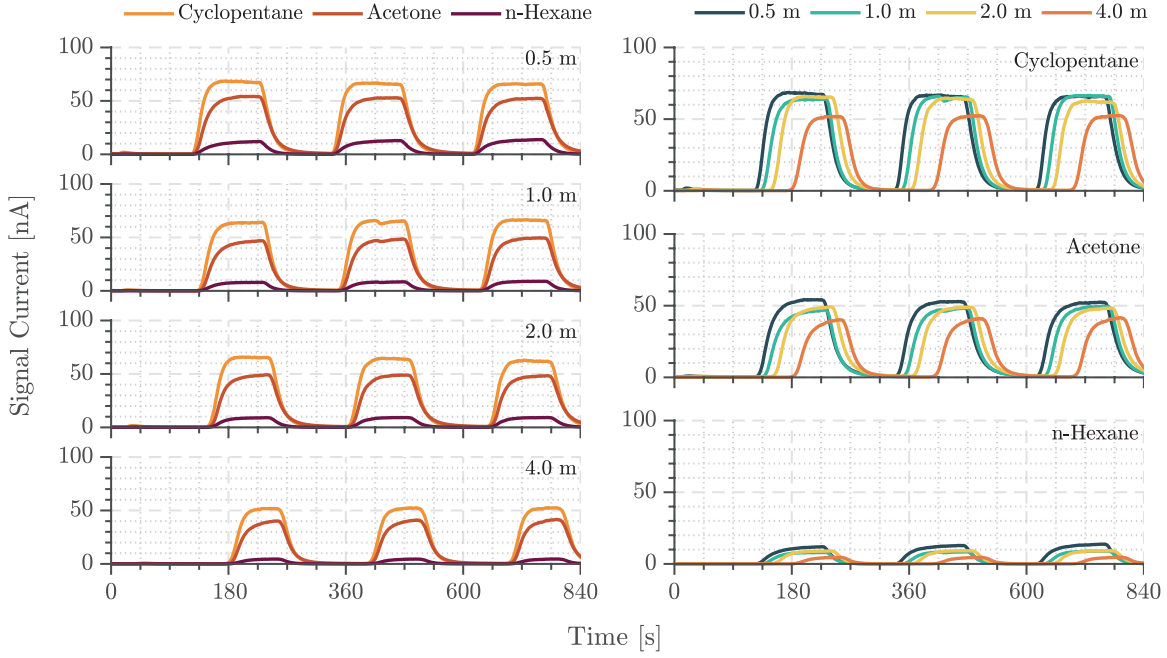 Cyclopentane Acetone n-Hexane
0.5 m 1.0 m 2.0 m 4.0 m
Signal Current [nA]
100
50
0
0.5 m
100
50
0
1.0 m
100
50
0
2.0 m
100
50
0
4.0 m
0 180 360 600 840
100
50
0
Cyclopentane
100
50
0
Acetone
100
50
0
n-Hexane
0 180 360 600 840
Time [s]